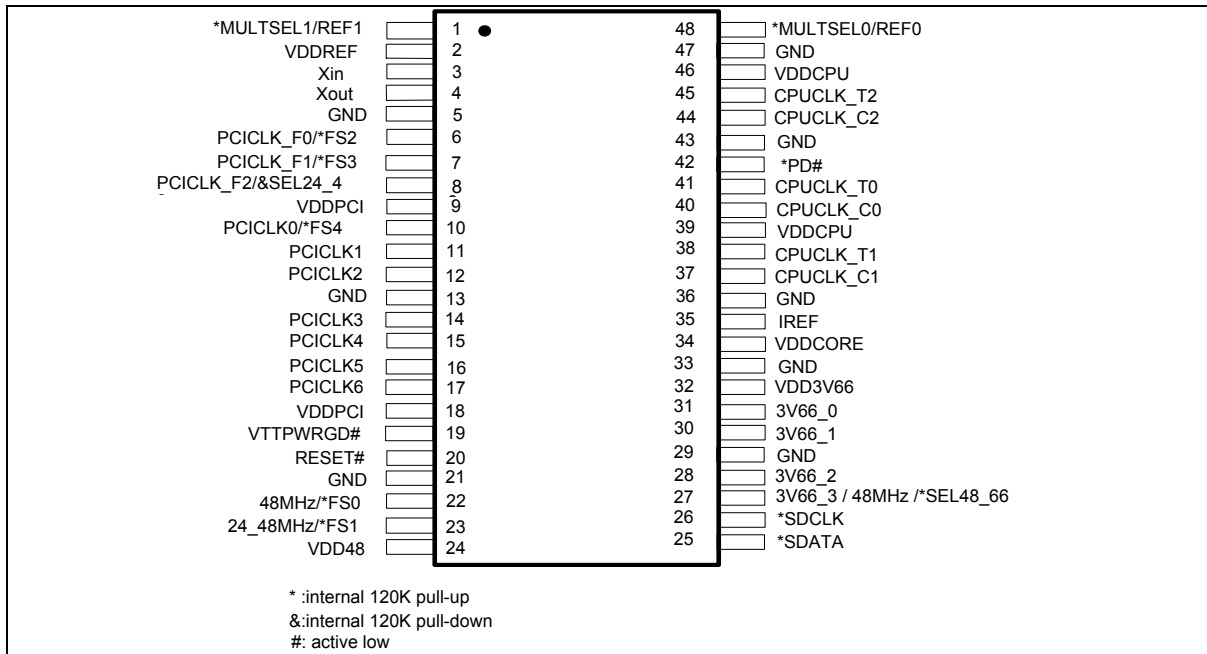 *MULTSEL1/REF1 1 48 *MULTSEL0/REF0
VDDREF 2 47 GND
Xin 3 46 VDDCPU
Xout 4 45 CPUCLK_T2
GND 5 44 CPUCLK_C2
PCICLK_F0/*FS2 6 43 GND
PCICLK_F1/*FS3 7 42 *PD#
PCICLK_F2/&SEL24_4 8 41 CPUCLK_T0
VDDPCI 9 40 CPUCLK_C0
PCICLK0/*FS4 10 39 VDDCPU
PCICLK1 11 38 CPUCLK_T1
PCICLK2 12 37 CPUCLK_C1
GND 13 36 GND
PCICLK3 14 35 IREF
PCICLK4 15 34 VDDCORE
PCICLK5 16 33 GND
PCICLK6 17 32 VDD3V66
VDDPCI 18 31 3V66_0
VTTPWRGD# 19 30 3V66_1
RESET# 20 29 GND
GND 21 28 3V66_2
48MHz/*FS0 22 27 3V66_3 / 48MHz /*SEL48_66
24_48MHz/*FS1 23 26 *SDCLK
VDD48 24 25 *SDATA
* :internal 120K pull-up
&:internal 120K pull-down
#: active low